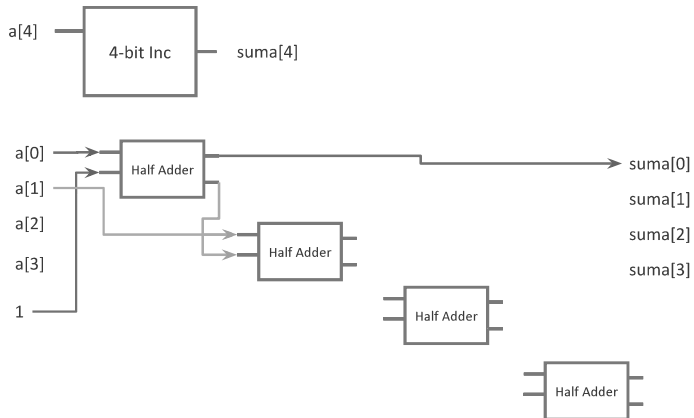 a[4]
4-bit Inc
suma[4]
a[0]
Half Adder
suma[0]
a[1]
suma[1]
a[2]
suma[2]
Half Adder
a[3]
suma[3]
1
Half Adder
Half Adder